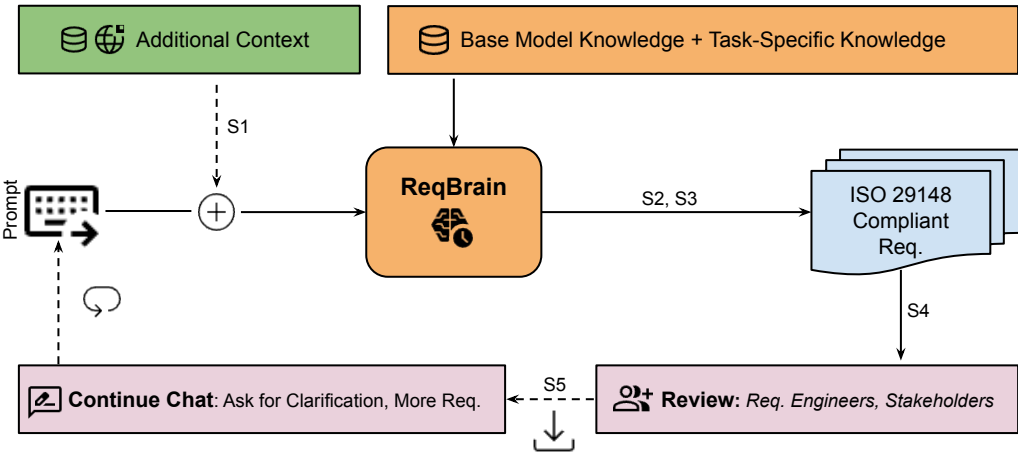 Additional Context
Base Model Knowledge + Task-Specific Knowledge
S1
Prompt
ReqBrain
S2, S3
ISO 29148
Compliant
Req.
S4
Continue Chat: Ask for Clarification, More Req.
S5
Review: Req. Engineers, Stakeholders